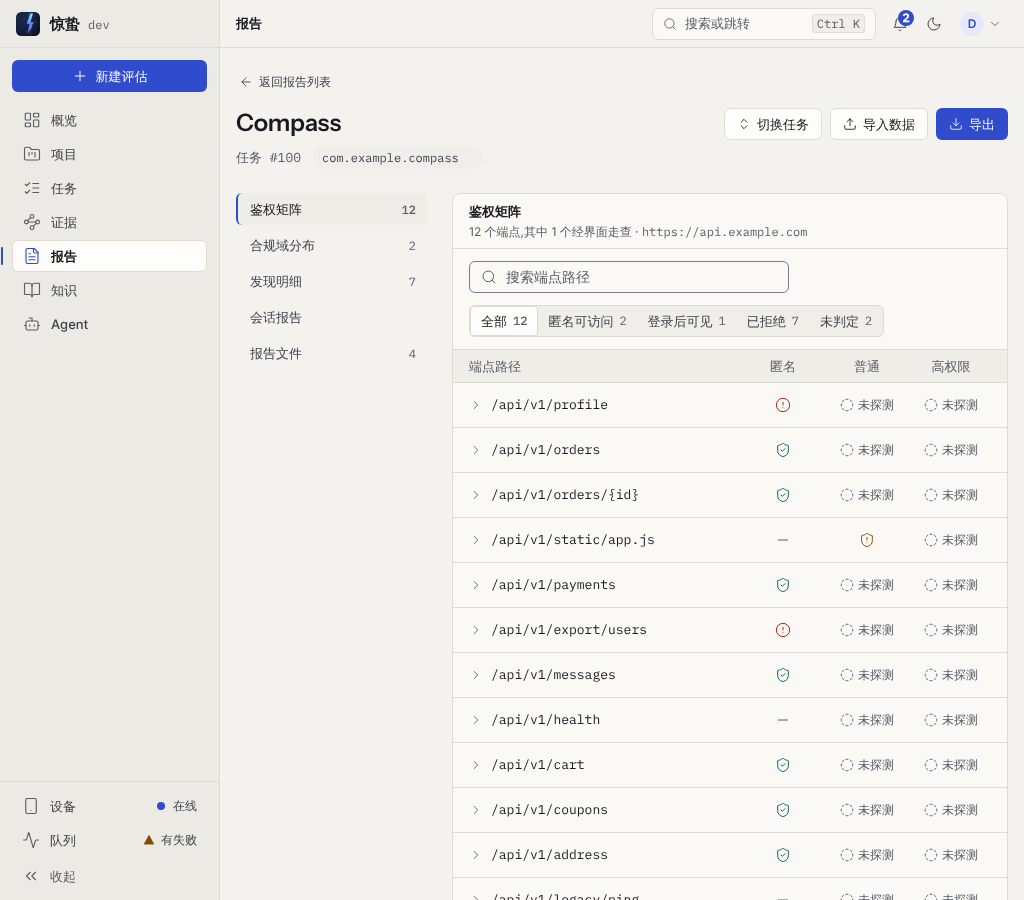 惊蛰 dev
新建评估
概览
项目
任务
证据
报告
知识
Agent
设备 在线
队列 有失败
收起
报告
搜索或跳转 Ctrl K
2
D
返回报告列表
Compass
切换任务 导入数据 导出
任务 #100 com.example.compass
鉴权矩阵 12
合规域分布 2
发现明细 7
会话报告
报告文件 4
鉴权矩阵
12 个端点,其中 1 个经界面走查 · https://api.example.com
搜索端点路径
全部 12 匿名可访问 2 登录后可见 1 已拒绝 7 未判定 2
端点路径 匿名 普通 高权限
/api/v1/profile 未探测 未探测
/api/v1/orders 未探测 未探测
/api/v1/orders/{id} 未探测 未探测
/api/v1/static/app.js — 未探测
/api/v1/payments 未探测 未探测
/api/v1/export/users 未探测 未探测
/api/v1/messages 未探测 未探测
/api/v1/health — 未探测 未探测
/api/v1/cart 未探测 未探测
/api/v1/coupons 未探测 未探测
/api/v1/address 未探测 未探测
/api/v1/legacy/ping — 未探测 未探测